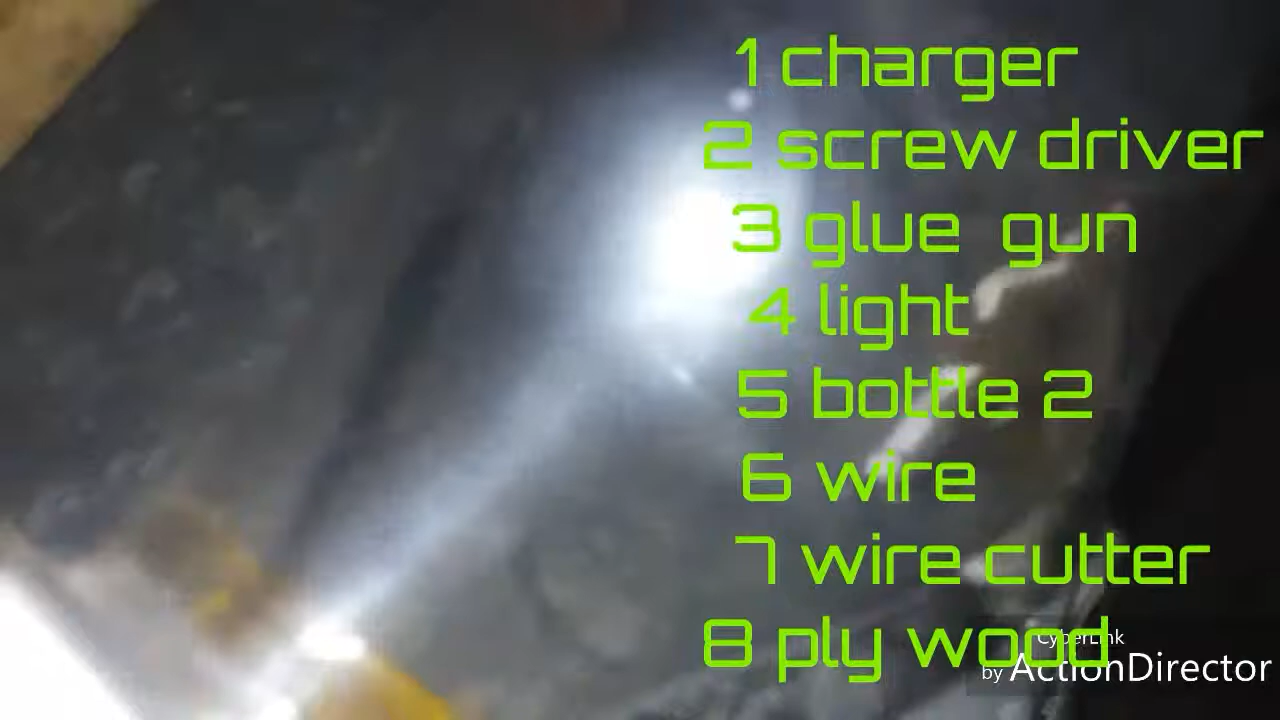 1 charger
2 screw driver
3 glue gun
4 light
5 bottle 2
6 wire
7 wire cutter
8 ply wood
CyberLink
by ActionDirector